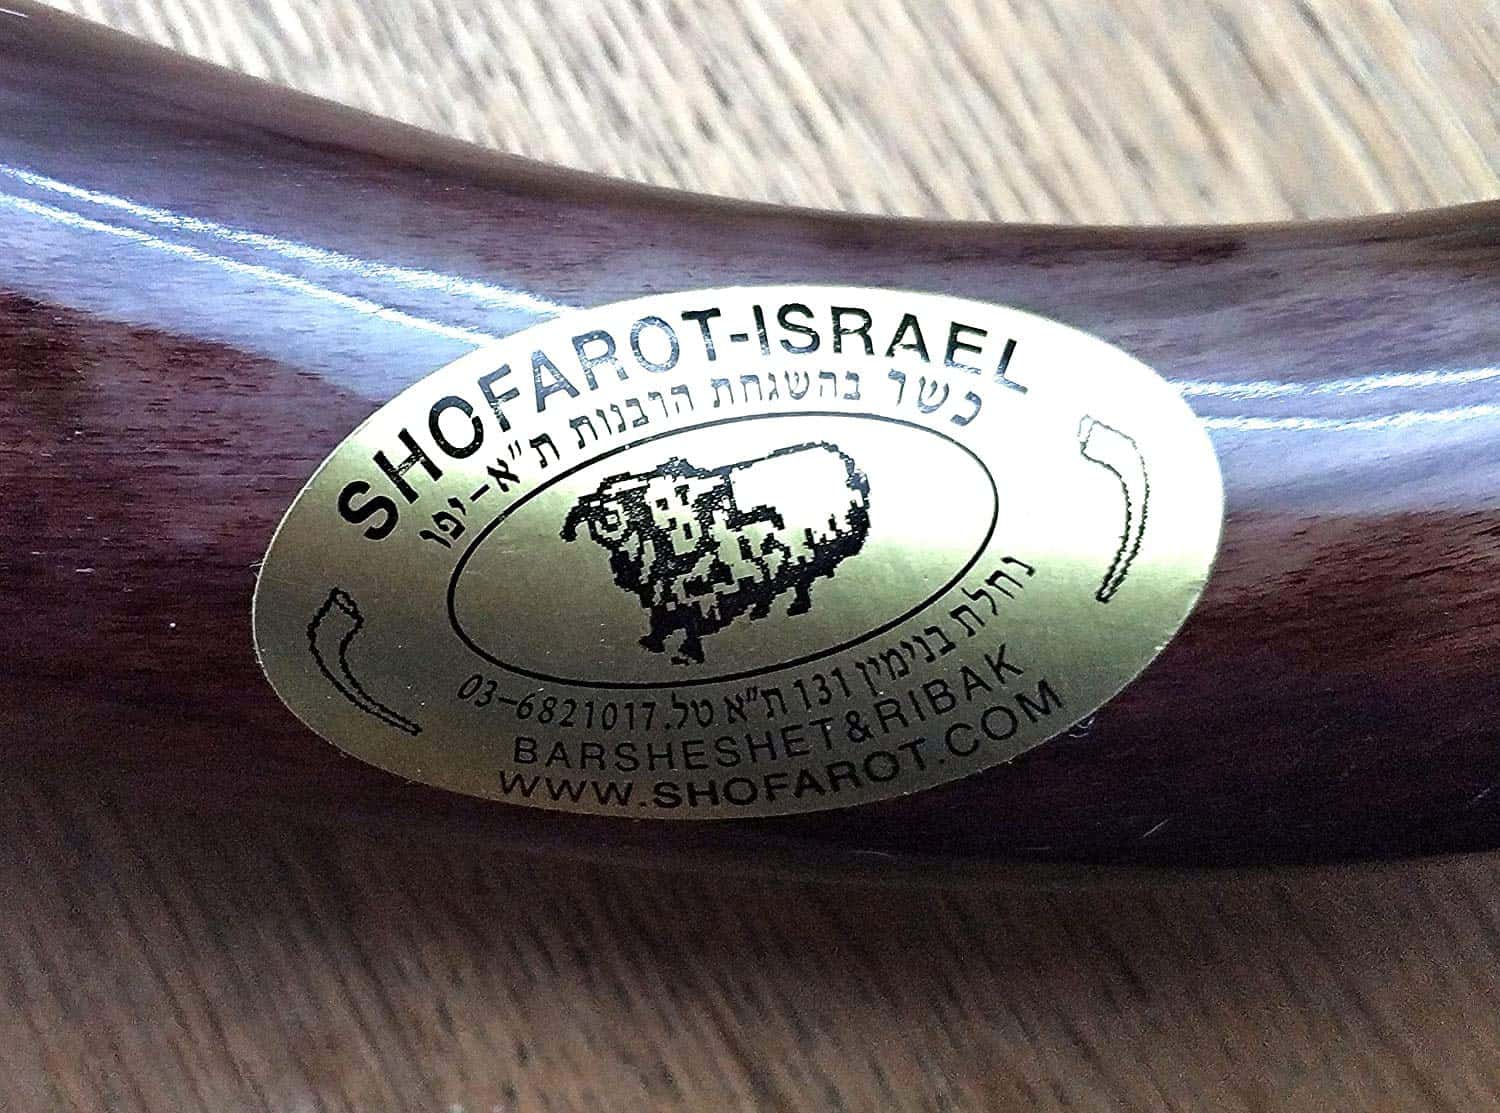 SHOFAROT-ISRAEL
כשר בהשגחת הרבנות ת"א-יפו
נחלת בנימין 131 ת"א טל. 03-6821017
BARSHESHET&RIBAK
WWW.SHOFAROT.COM